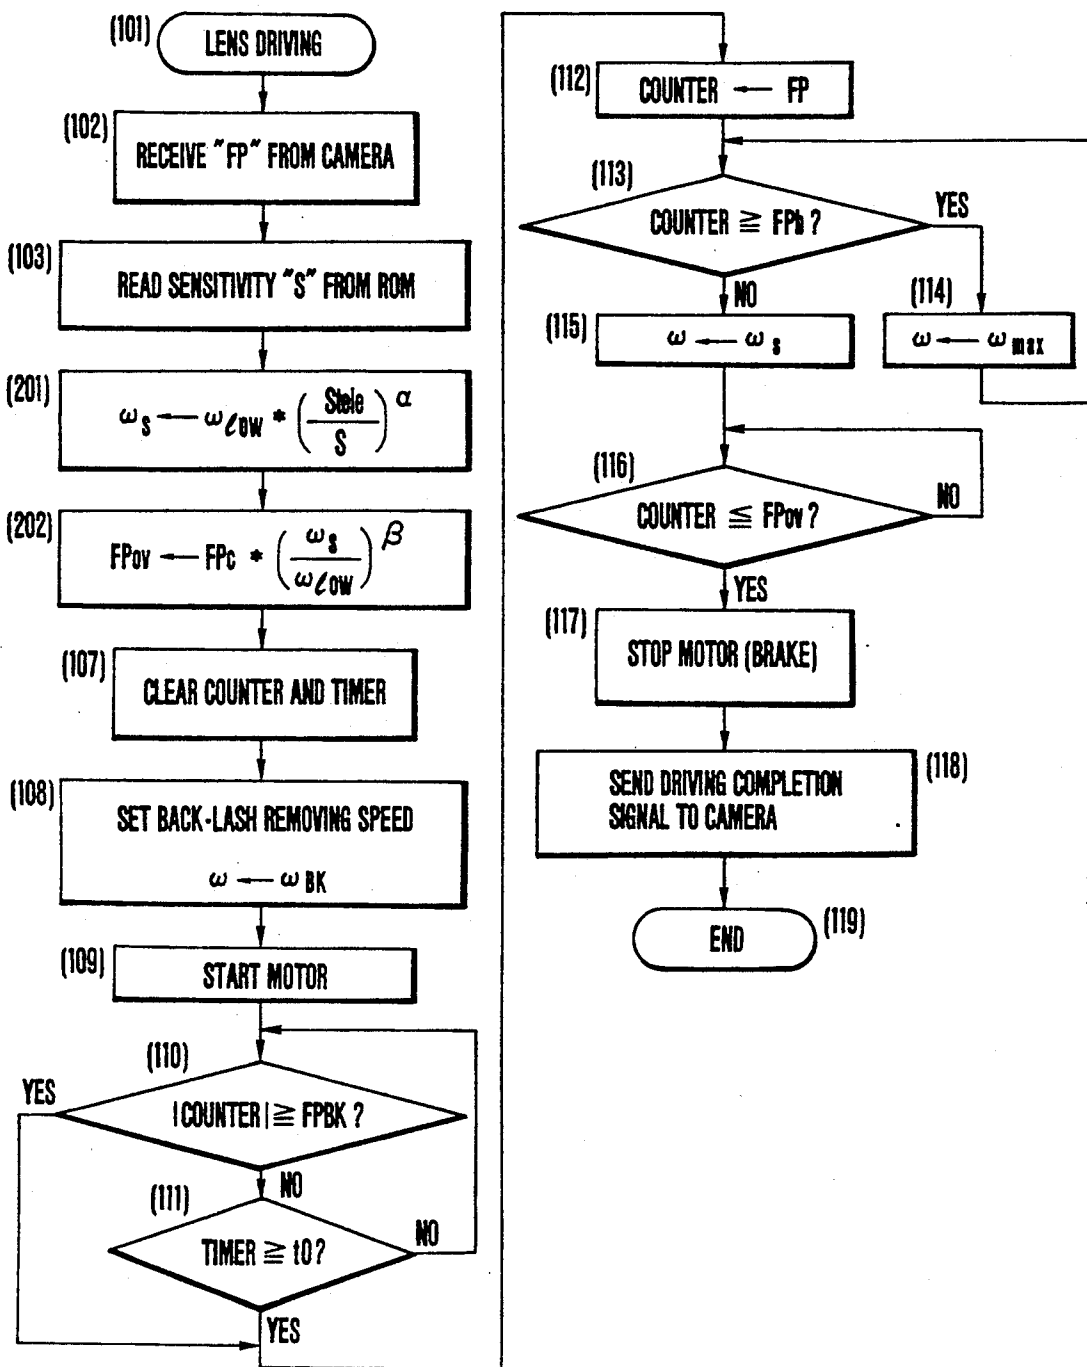 (101)
LENS DRIVING
(102)
RECEIVE "FP" FROM CAMERA
(103)
READ SENSITIVITY "S" FROM ROM
(201)
ωs ← ωℓow * (Stele / S)^α
(202)
FPov ← FPc * (ωs / ωℓow)^β
(107)
CLEAR COUNTER AND TIMER
(108)
SET BACK-LASH REMOVING SPEED
ω ← ωBK
(109)
START MOTOR
(110)
YES
|COUNTER| ≧ FPBK ?
NO
(111)
TIMER ≧ t0 ?
NO
YES
(112)
COUNTER ← FP
(113)
COUNTER ≧ FPh ?
YES
NO
(114)
ω ← ωmax
(115)
ω ← ωs
(116)
COUNTER ≦ FPov ?
NO
YES
(117)
STOP MOTOR (BRAKE)
(118)
SEND DRIVING COMPLETION
SIGNAL TO CAMERA
END
(119)